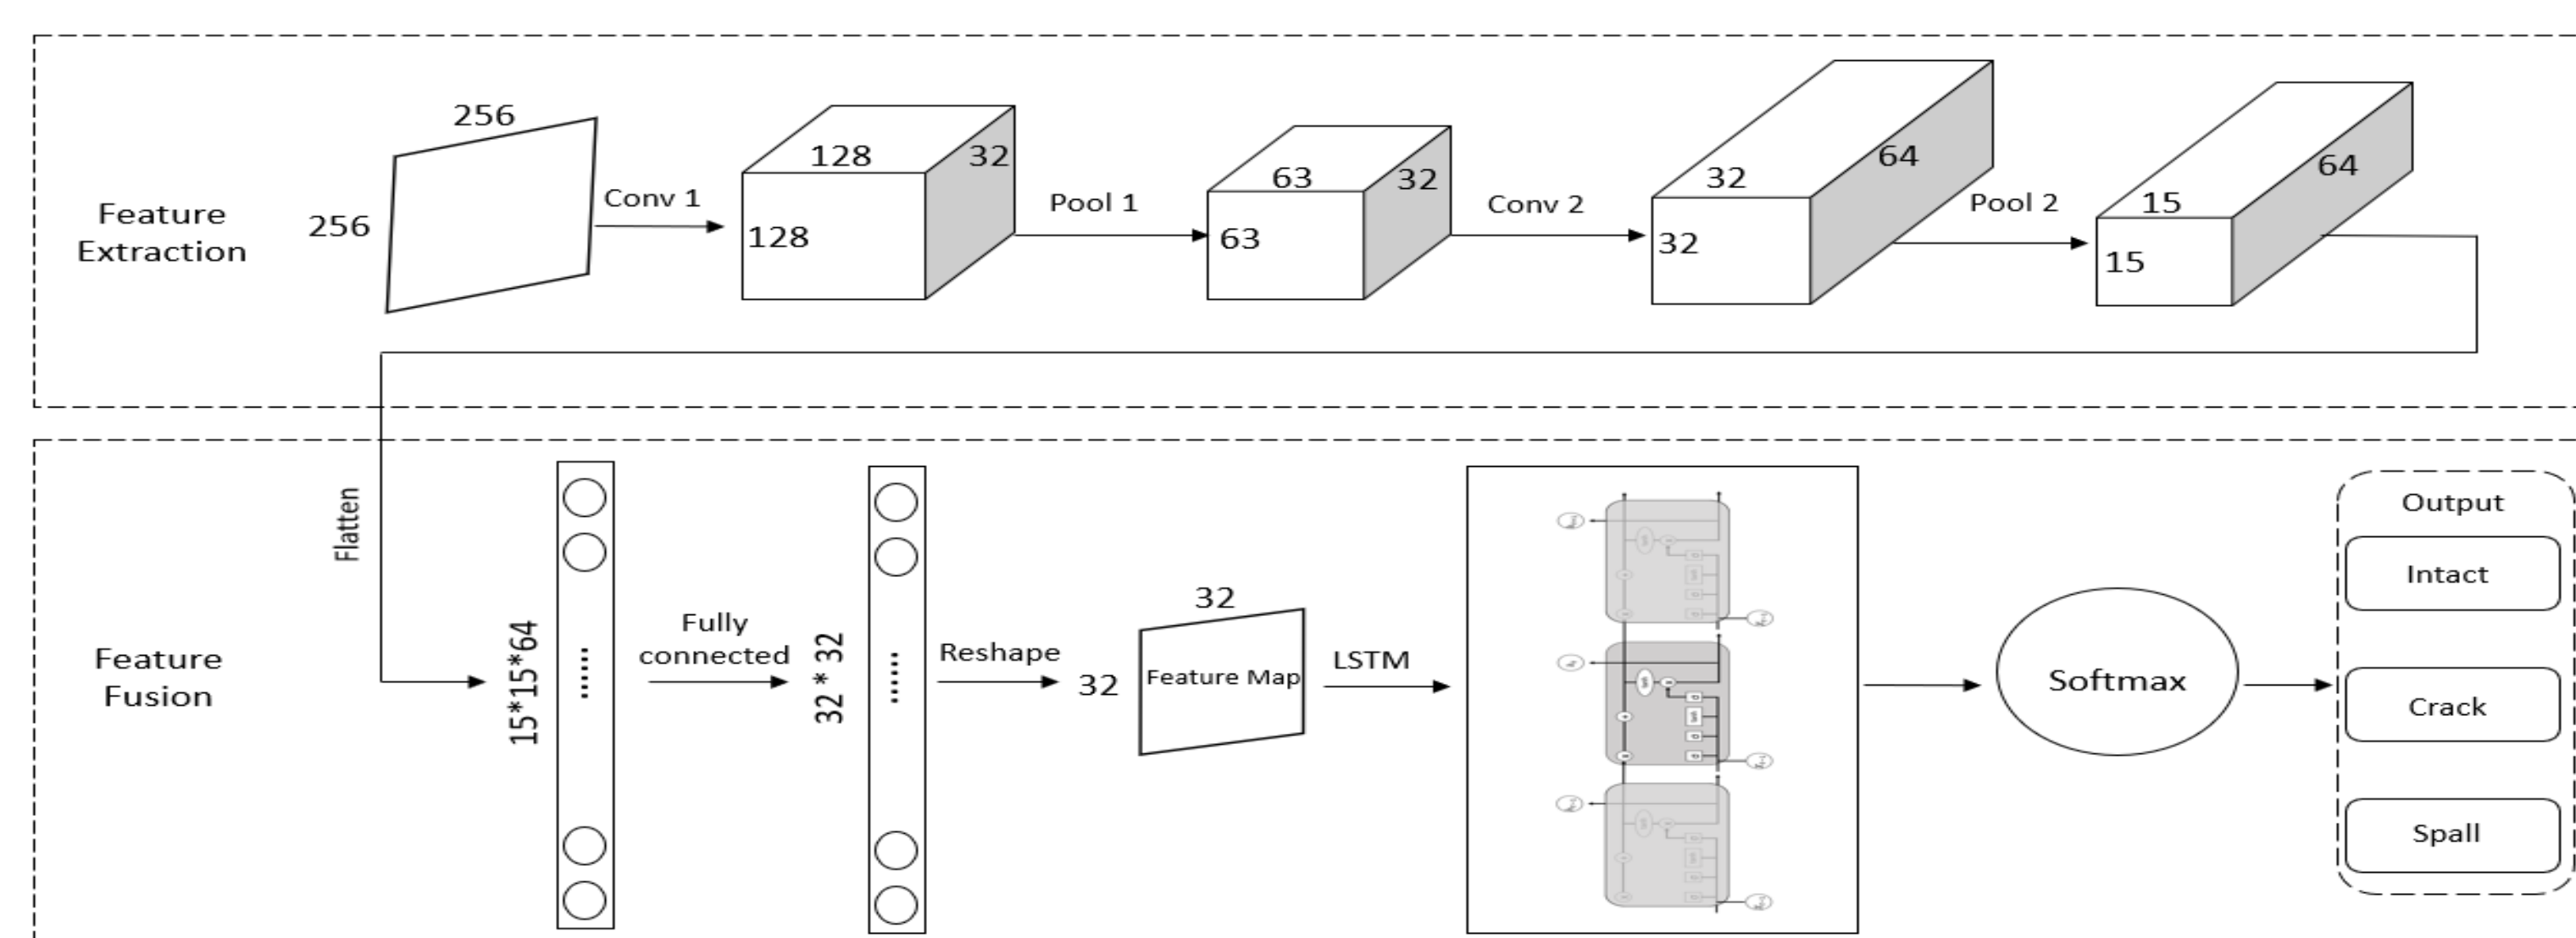 256
256
Feature
Extraction
Conv 1
128
128
32
Pool 1
63
63
32
Conv 2
32
32
64
Pool 2
15
15
64
Flatten
Feature
Fusion
15*15*64
Fully
connected
32 * 32
Reshape
32
32
Feature Map
LSTM
Softmax
Output
Intact
Crack
Spall